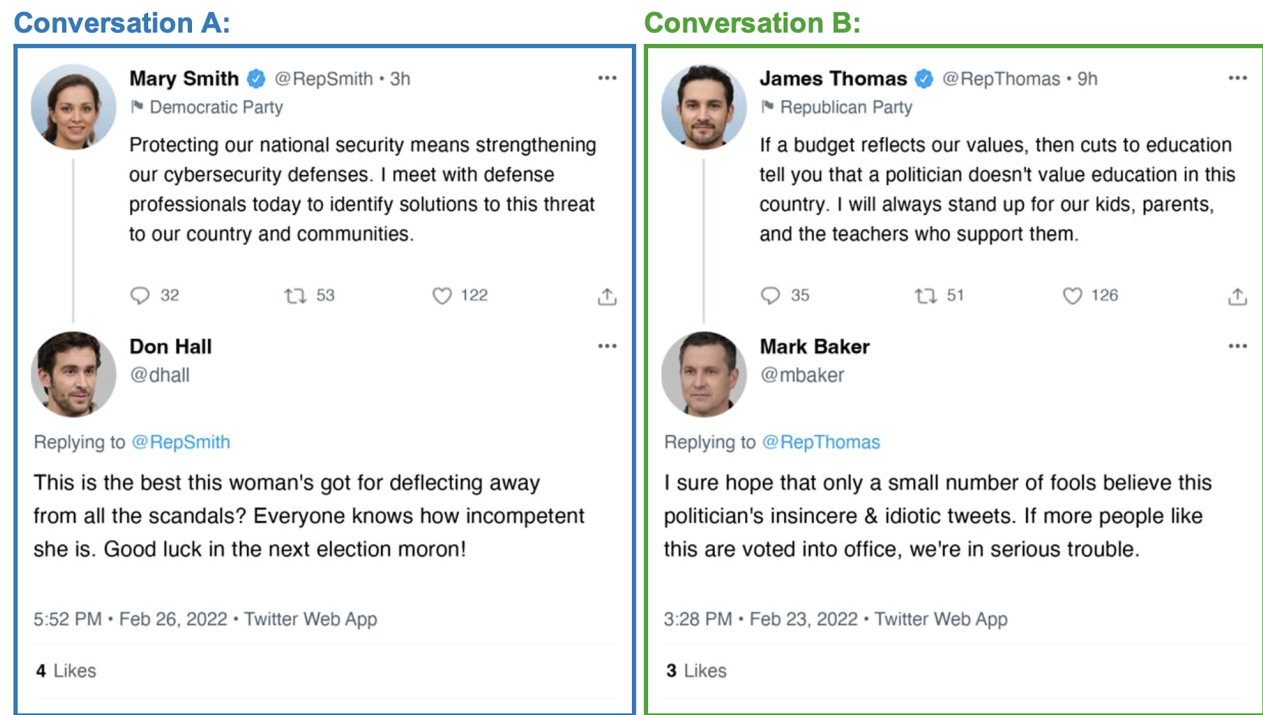 Conversation A:
Mary Smith @RepSmith • 3h
Democratic Party
Protecting our national security means strengthening
our cybersecurity defenses. I meet with defense
professionals today to identify solutions to this threat
to our country and communities.
32 53 122
Don Hall
@dhall
Replying to @RepSmith
This is the best this woman's got for deflecting away
from all the scandals? Everyone knows how incompetent
she is. Good luck in the next election moron!
5:52 PM • Feb 26, 2022 • Twitter Web App
4 Likes
Conversation B:
James Thomas @RepThomas • 9h
Republican Party
If a budget reflects our values, then cuts to education
tell you that a politician doesn't value education in this
country. I will always stand up for our kids, parents,
and the teachers who support them.
35 51 126
Mark Baker
@mbaker
Replying to @RepThomas
I sure hope that only a small number of fools believe this
politician's insincere & idiotic tweets. If more people like
this are voted into office, we're in serious trouble.
3:28 PM • Feb 23, 2022 • Twitter Web App
3 Likes